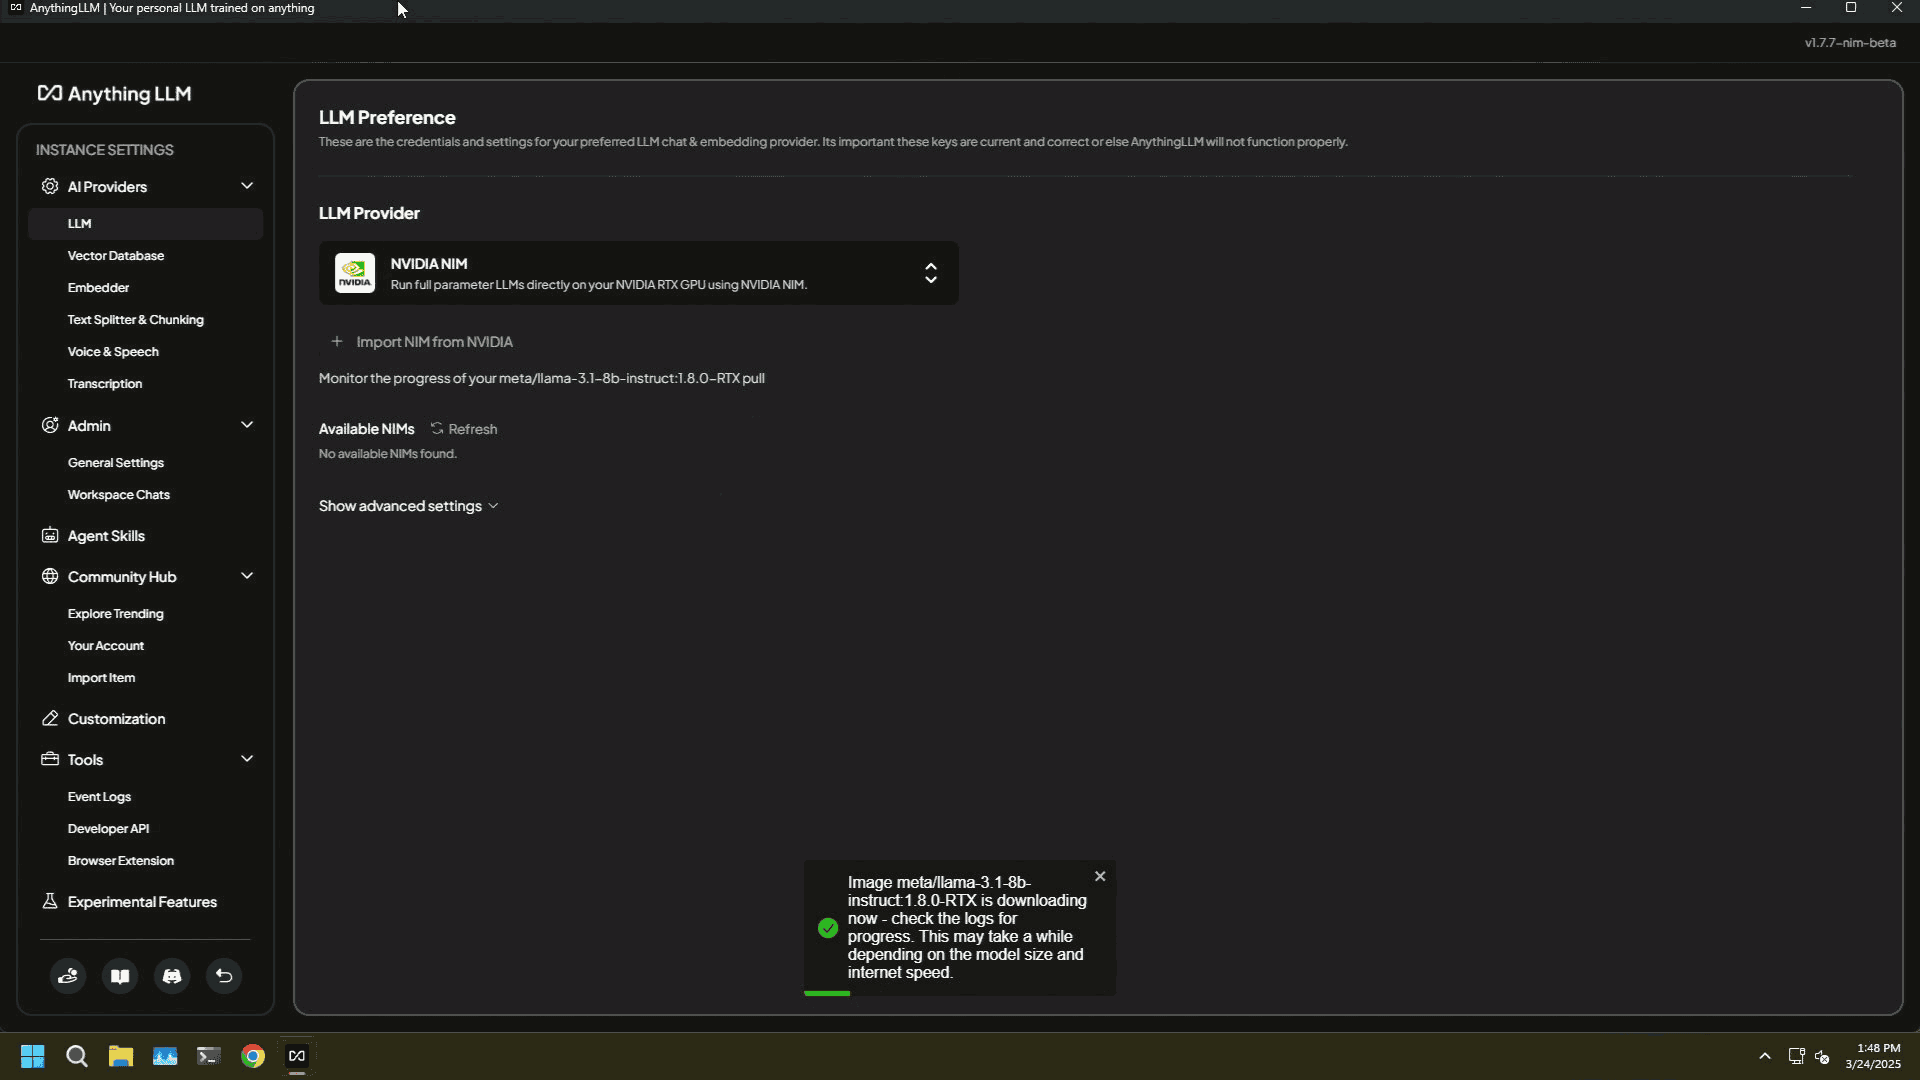 AnythingLLM | Your personal LLM trained on anything
v1.7.7-nim-beta
Anything LLM
INSTANCE SETTINGS
AI Providers
LLM
Vector Database
Embedder
Text Splitter & Chunking
Voice & Speech
Transcription
Admin
General Settings
Workspace Chats
Agent Skills
Community Hub
Explore Trending
Your Account
Import Item
Customization
Tools
Event Logs
Developer API
Browser Extension
Experimental Features
LLM Preference
These are the credentials and settings for your preferred LLM chat & embedding provider. Its important these keys are current and correct or else AnythingLLM will not function properly.
LLM Provider
NVIDIA
NVIDIA NIM
Run full parameter LLMs directly on your NVIDIA RTX GPU using NVIDIA NIM.
Import NIM from NVIDIA
Monitor the progress of your meta/llama-3.1-8b-instruct:1.8.0-RTX pull
Available NIMs Refresh
No available NIMs found.
Show advanced settings
Image meta/llama-3.1-8b-
instruct:1.8.0-RTX is downloading
now - check the logs for
progress. This may take a while
depending on the model size and
internet speed.
1:48 PM
3/24/2025